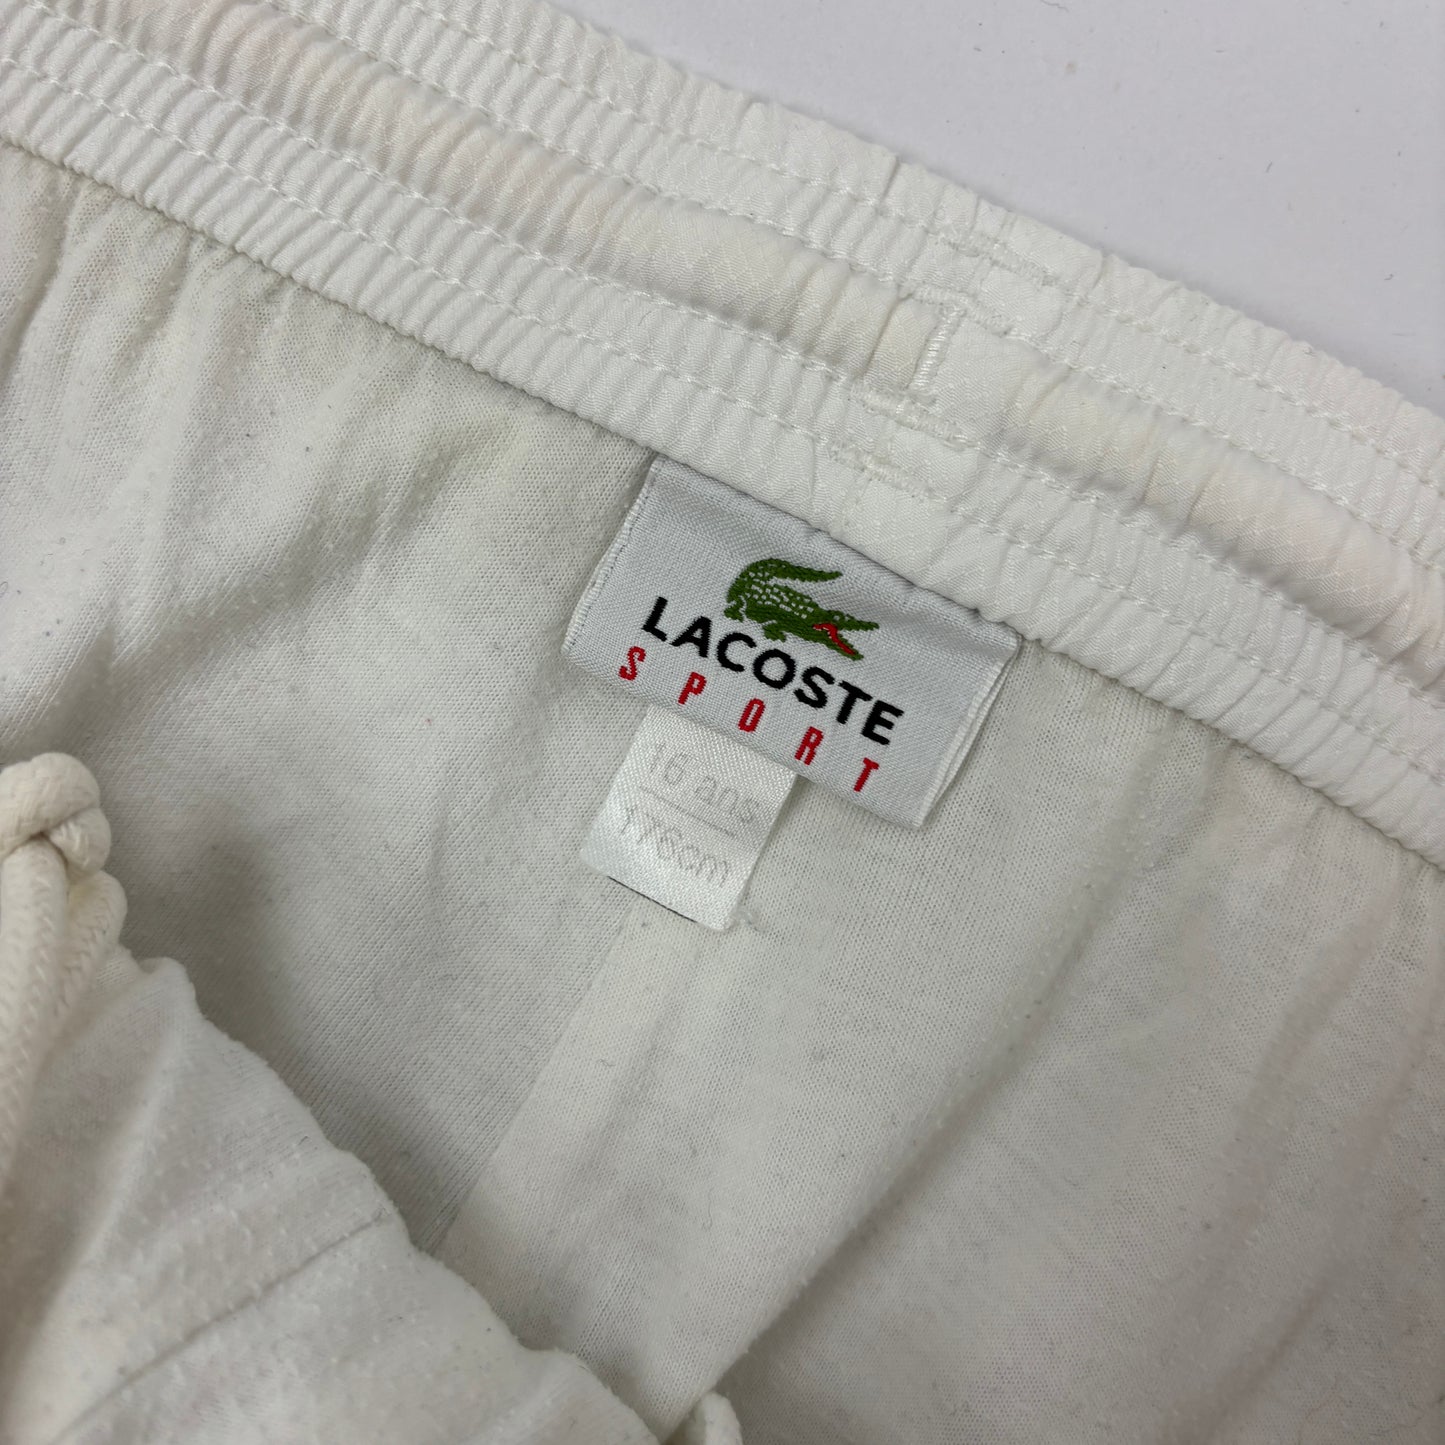 LACOSTE
SPORT
16 ans
176cm